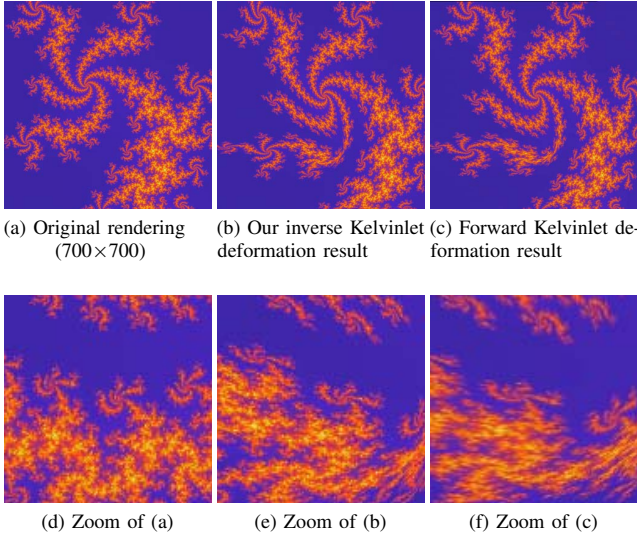 (a) Original rendering
(700×700)
(b) Our inverse Kelvinlet
deformation result
(c) Forward Kelvinlet de-
formation result
(d) Zoom of (a)
(e) Zoom of (b)
(f) Zoom of (c)